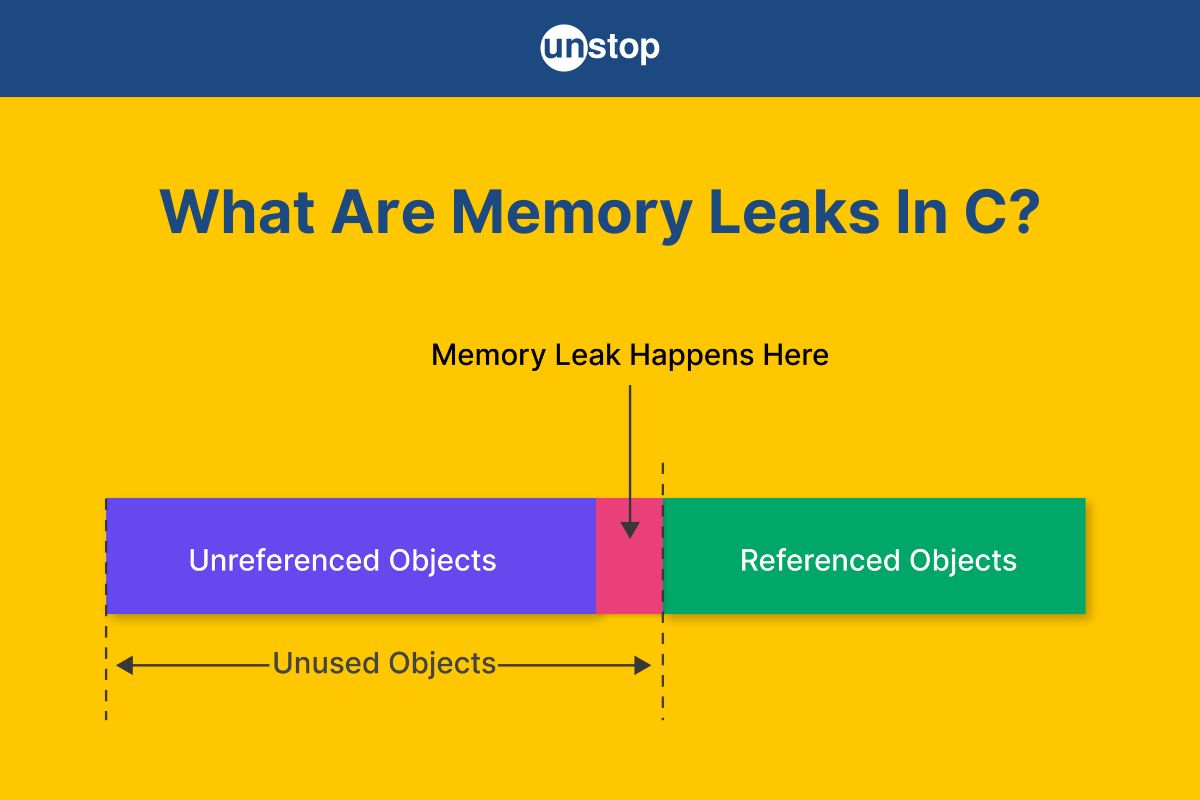 unstop
What Are Memory Leaks In C?
Memory Leak Happens Here
Unreferenced Objects
Referenced Objects
Unused Objects